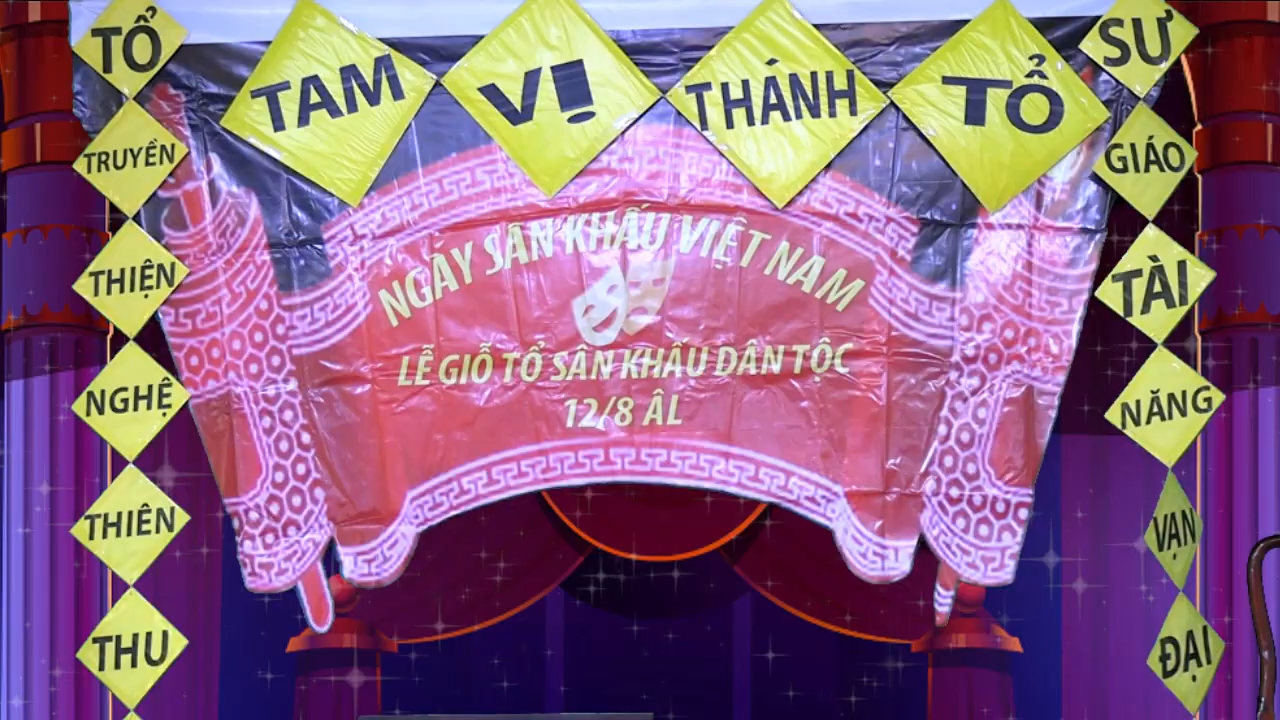 TAM VỊ THÁNH TỔ
TỔ
TRUYỀN
THIỆN
NGHỆ
THIÊN
THU
SƯ
GIÁO
TÀI
NĂNG
VẠN
ĐẠI
NGÀY SÂN KHẤU VIỆT NAM
LỄ GIỖ TỔ SÂN KHẤU DÂN TỘC
12/8 ÂL